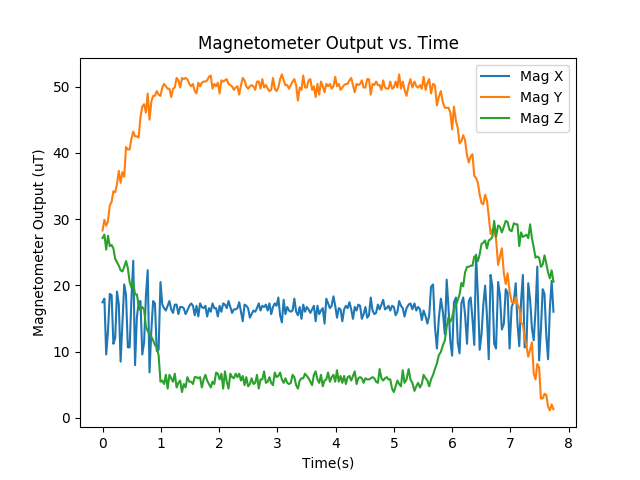 Magnetometer Output vs. Time
Mag X
Mag Y
Mag Z
Magnetometer Output (uT)
50
40
30
20
10
0
0 1 2 3 4 5 6 7 8
Time(s)